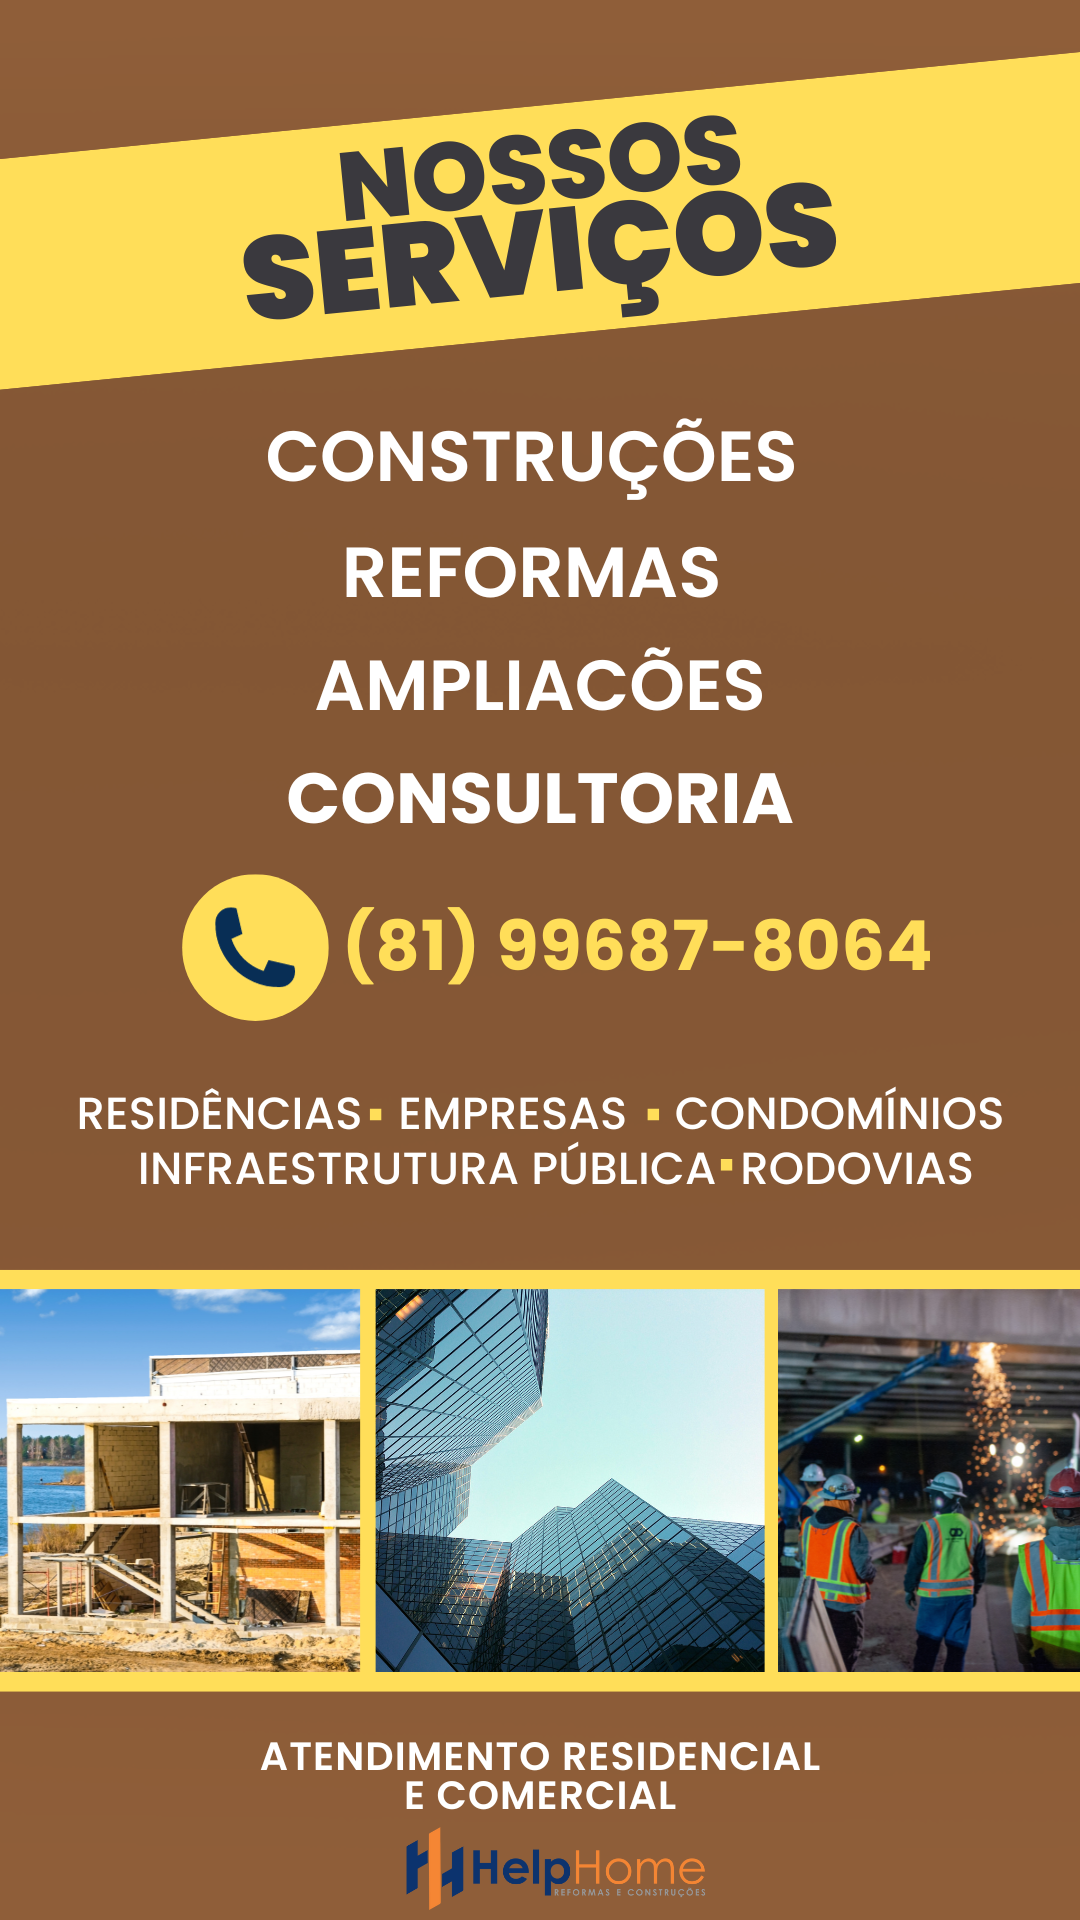 NOSSOS
SERVIÇOS
CONSTRUÇÕES
REFORMAS
AMPLIACÕES
CONSULTORIA
(81) 99687-8064
RESIDÊNCIAS ▪ EMPRESAS ▪ CONDOMÍNIOS
INFRAESTRUTURA PÚBLICA ▪ RODOVIAS
ATENDIMENTO RESIDENCIAL
E COMERCIAL
HelpHome
REFORMAS E CONSTRUÇÕES